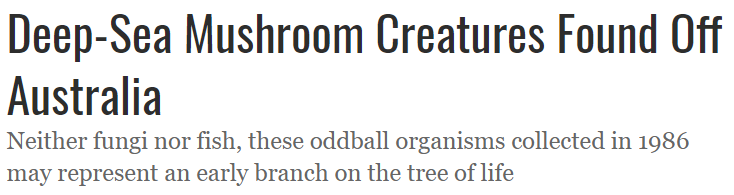 Deep-Sea Mushroom Creatures Found Off
Australia
Neither fungi nor fish, these oddball organisms collected in 1986
may represent an early branch on the tree of life